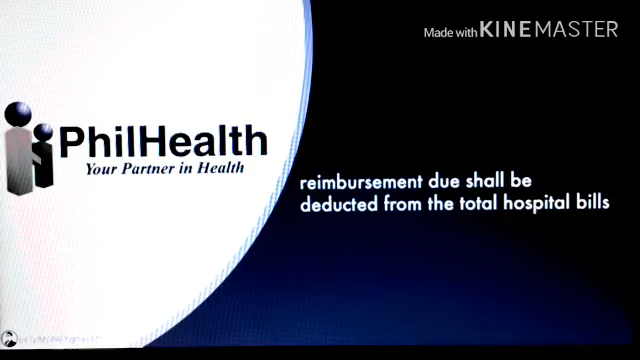 Made with KINEMASTER
PhilHealth
Your Partner in Health
reimbursement due shall be
deducted from the total hospital bills